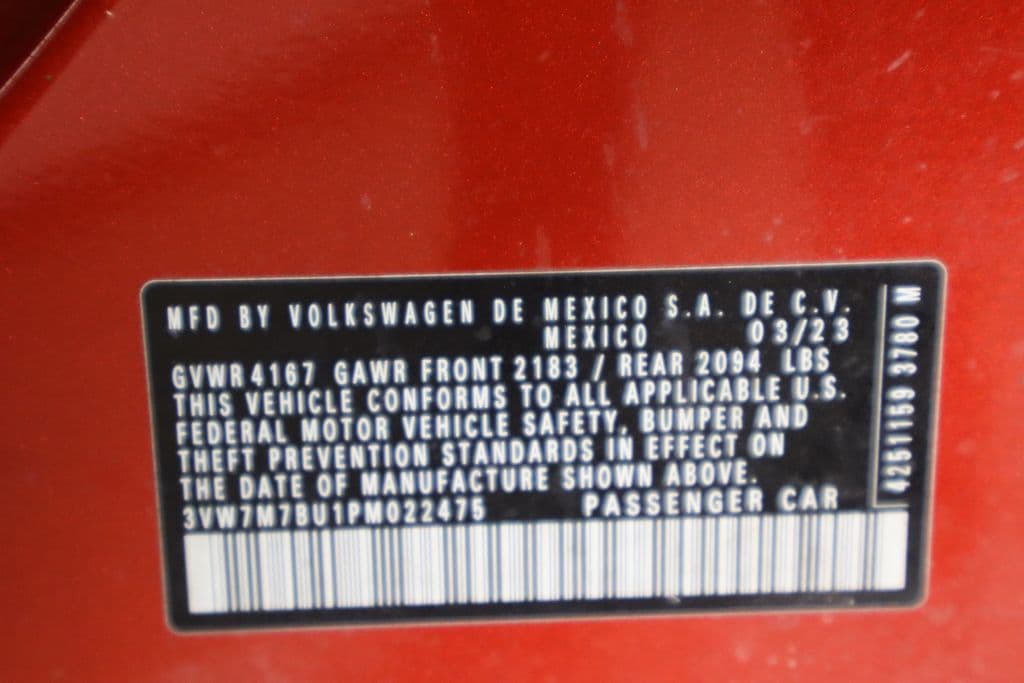 MFD BY VOLKSWAGEN DE MEXICO S.A. DE C.V.
MEXICO 03/23
GVWR 4167 GAWR FRONT 2183 / REAR 2094 LBS
THIS VEHICLE CONFORMS TO ALL APPLICABLE U.S.
FEDERAL MOTOR VEHICLE SAFETY, BUMPER AND
THEFT PREVENTION STANDARDS IN EFFECT ON
THE DATE OF MANUFACTURE SHOWN ABOVE.
3VW7M7BU1PM022475 PASSENGER CAR
4251159 3780 M